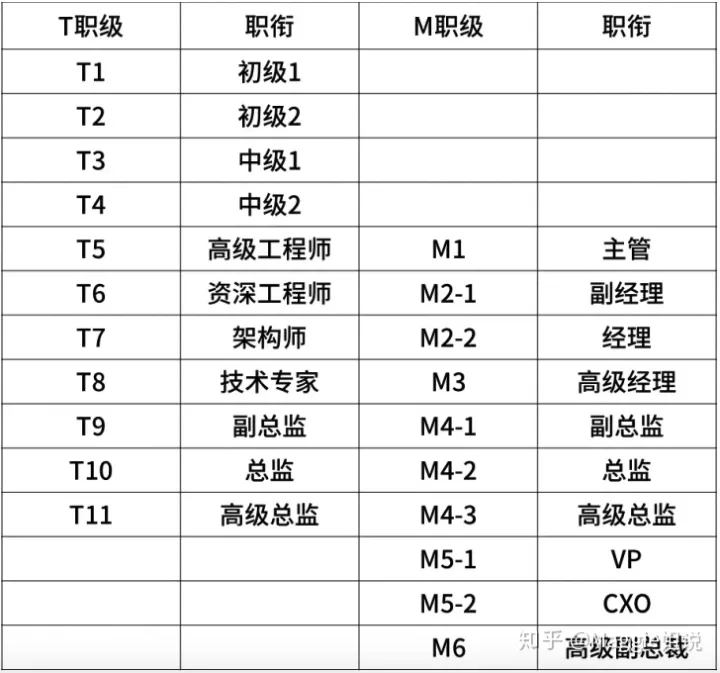 T职级 职衔 M职级 职衔
T1 初级1
T2 初级2
T3 中级1
T4 中级2
T5 高级工程师 M1 主管
T6 资深工程师 M2-1 副经理
T7 架构师 M2-2 经理
T8 技术专家 M3 高级经理
T9 副总监 M4-1 副总监
T10 总监 M4-2 总监
T11 高级总监 M4-3 高级总监
M5-1 VP
M5-2 CXO
M6 高级副总裁
知乎